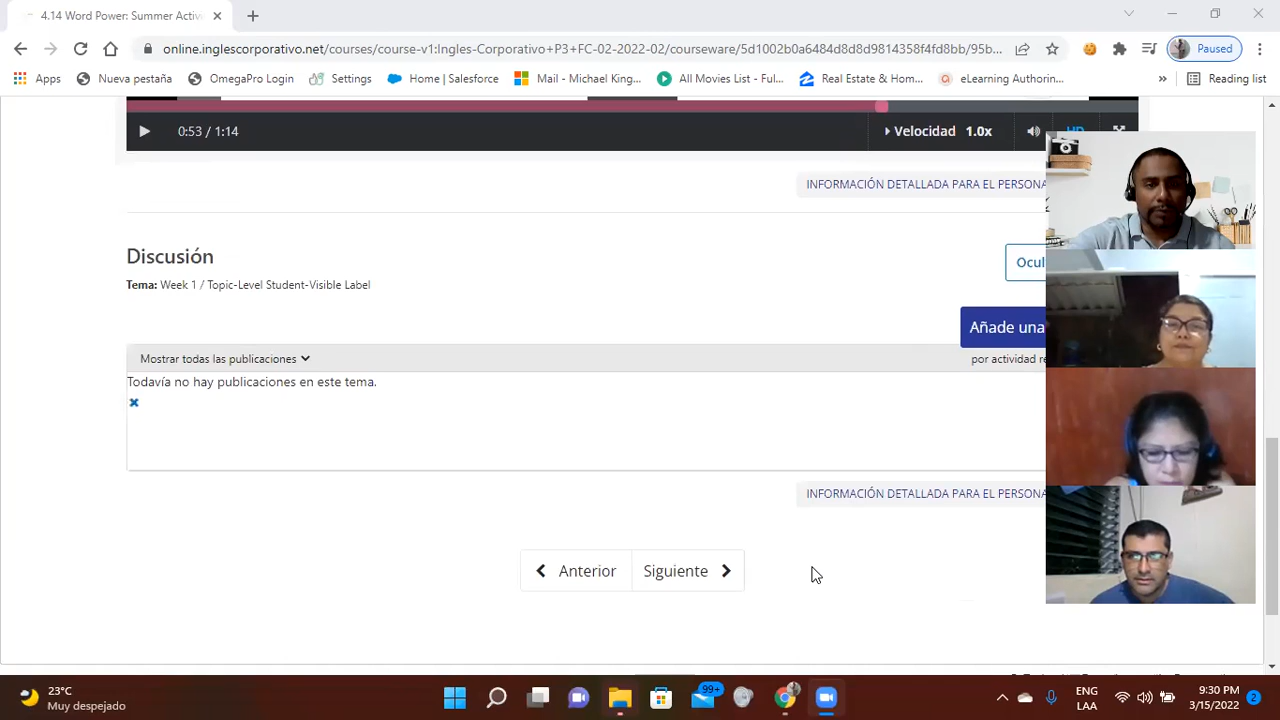 4.14 Word Power: Summer Activ
online.inglescorporativo.net/courses/course-v1:Ingles-Corporativo+P3+FC-02-2022-02/courseware/5d1002b0a6484d8d8d9814358f4fd8bb/95b...
Paused
Apps
Nueva pestaña
OmegaPro Login
Settings
Home | Salesforce
Mail - Michael King...
All Movies List - Ful...
Real Estate & Hom...
eLearning Authorin...
»
Reading list
0:53 / 1:14
Velocidad 1.0x
HD
INFORMACIÓN DETALLADA PARA EL PERSONA
Discusión
Ocul
Tema: Week 1 / Topic-Level Student-Visible Label
Añade una
Mostrar todas las publicaciones
por actividad re
Todavía no hay publicaciones en este tema.
INFORMACIÓN DETALLADA PARA EL PERSONA
Anterior
Siguiente
23°C
Muy despejado
99+
ENG
LAA
9:30 PM
3/15/2022
2